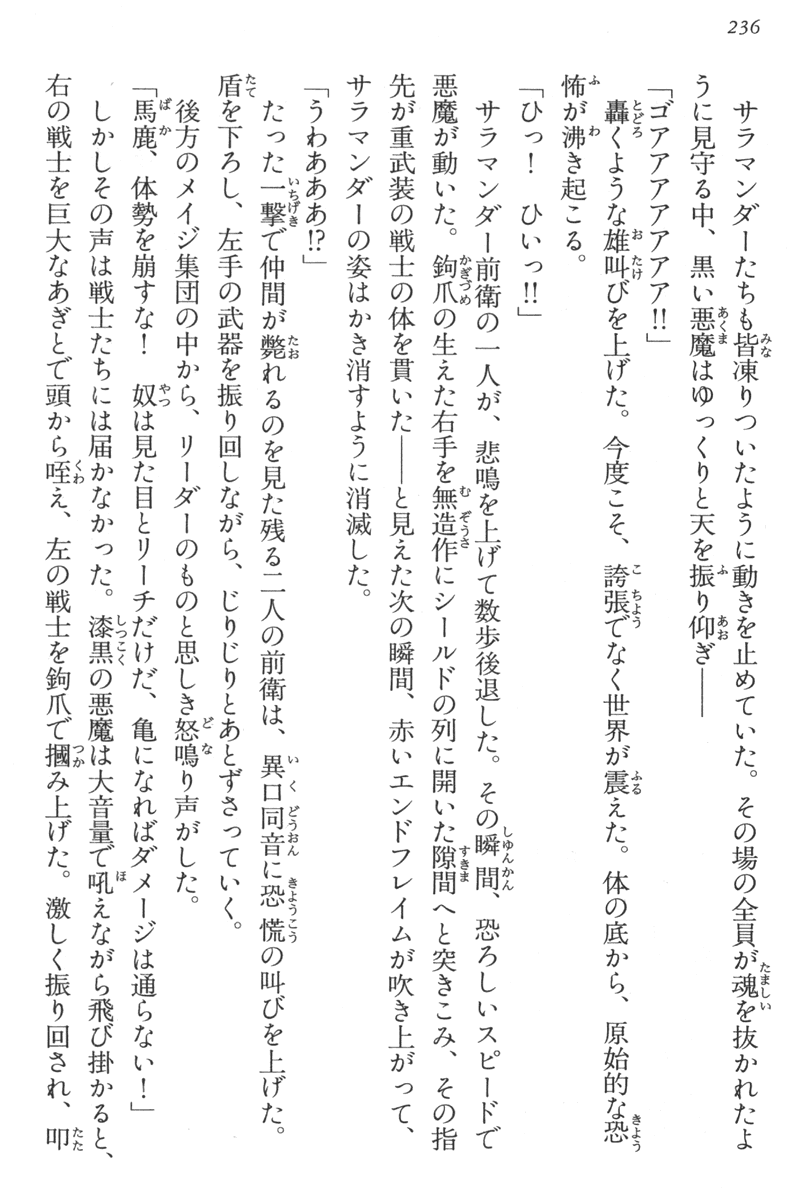 236
サラマンダーたちも皆凍りついたように動きを止めていた。その場の全員が魂を抜かれたよ
うに見守る中、黒い悪魔はゆっくりと天を振り仰ぎ――
「ゴアアアアアアア!!」
轟くような雄叫びを上げた。今度こそ、誇張でなく世界が震えた。体の底から、原始的な恐
怖が沸き起こる。
「ひっ！　ひいっ!!」
サラマンダー前衛の一人が、悲鳴を上げて数歩後退した。その瞬間、恐ろしいスピードで
悪魔が動いた。鉤爪の生えた右手を無造作にシールドの列に開いた隙間へと突きこみ、その指
先が重武装の戦士の体を貫いた――と見えた次の瞬間、赤いエンドフレイムが吹き上がって、
サラマンダーの姿はかき消すように消滅した。
「うわあああ!?」
たった一撃で仲間が斃れるのを見た残る二人の前衛は、異口同音に恐慌の叫びを上げた。
盾を下ろし、左手の武器を振り回しながら、じりじりとあとずさっていく。
後方のメイジ集団の中から、リーダーのものと思しき怒鳴り声がした。
「馬鹿、体勢を崩すな！　奴は見た目とリーチだけだ、亀になればダメージは通らない！」
しかしその声は戦士たちには届かなかった。漆黒の悪魔は大音量で吼えながら飛び掛かると、
右の戦士を巨大なあぎとで頭から咥え、左の戦士を鉤爪で摑み上げた。激しく振り回され、叩